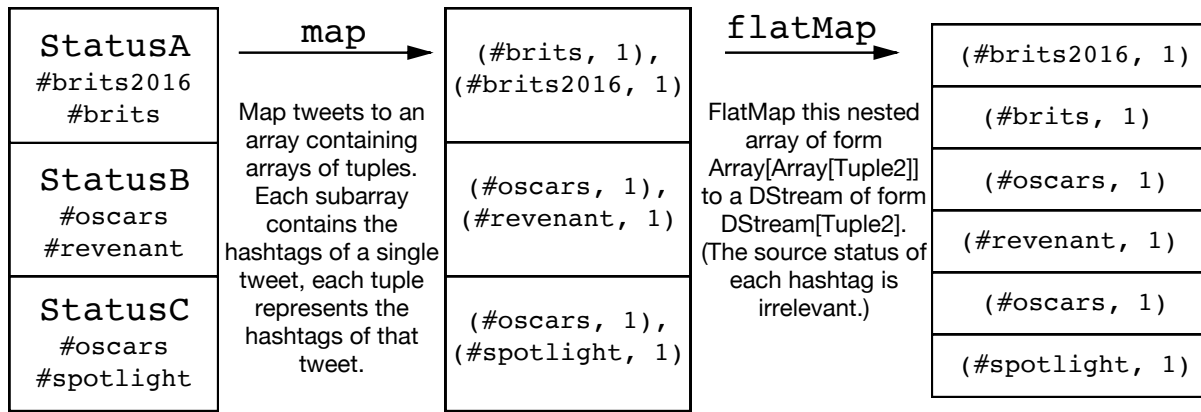 StatusA
#brits2016
#brits
StatusB
#oscars
#revenant
StatusC
#oscars
#spotlight
map
Map tweets to an
array containing
arrays of tuples.
Each subarray
contains the
hashtags of a single
tweet, each tuple
represents the
hashtags of that
tweet.
(#brits, 1),
(#brits2016, 1)
(#oscars, 1),
(#revenant, 1)
(#oscars, 1),
(#spotlight, 1)
flatMap
FlatMap this nested
array of form
Array[Array[Tuple2]]
to a DStream of form
DStream[Tuple2].
(The source status of
each hashtag is
irrelevant.)
(#brits2016, 1)
(#brits, 1)
(#oscars, 1)
(#revenant, 1)
(#oscars, 1)
(#spotlight, 1)